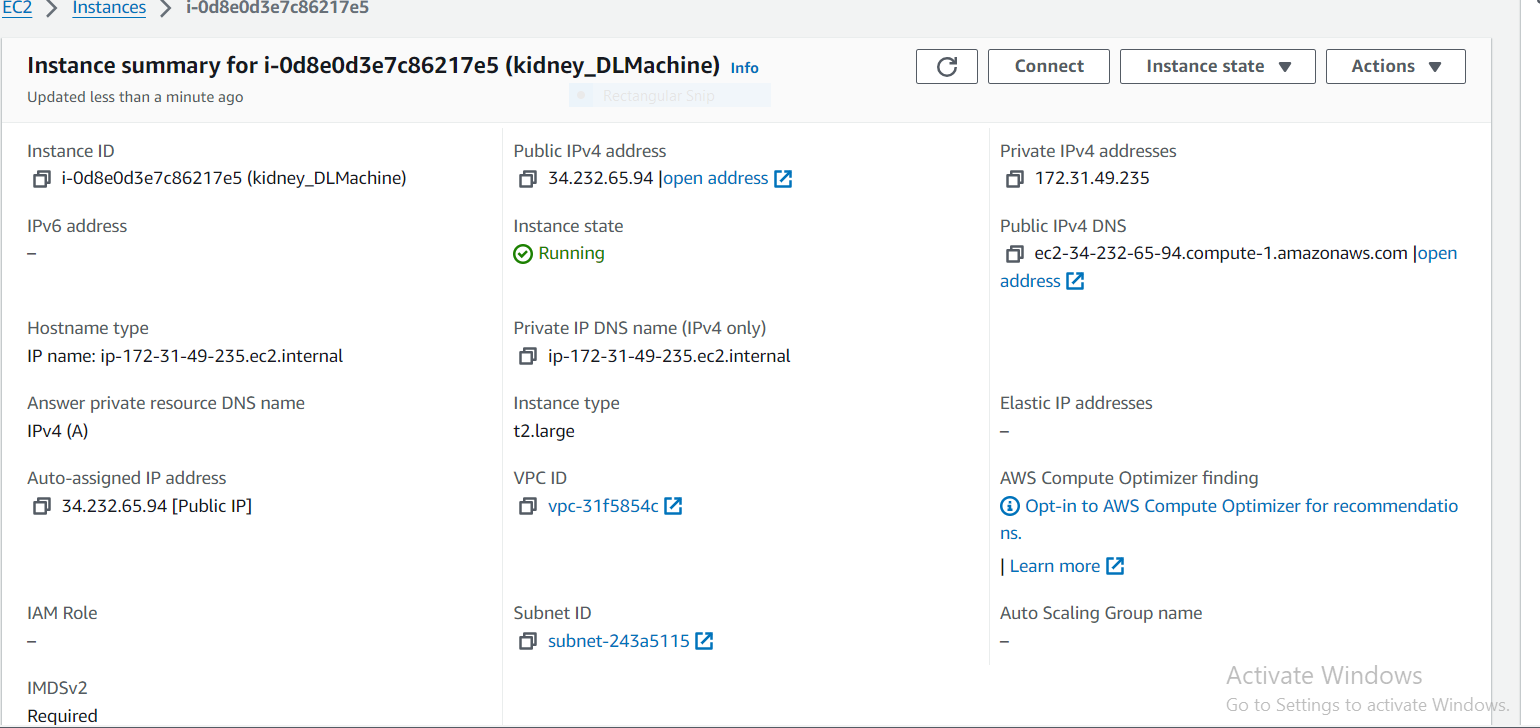 EC2 > Instances > i-0d8e0d3e7c86217e5
Instance summary for i-0d8e0d3e7c86217e5 (kidney_DLMachine) Info
Connect
Instance state
Actions
Updated less than a minute ago
Rectangular Snip
Instance ID
i-0d8e0d3e7c86217e5 (kidney_DLMachine)
Public IPv4 address
34.232.65.94 |open address
Private IPv4 addresses
172.31.49.235
IPv6 address
–
Instance state
Running
Public IPv4 DNS
ec2-34-232-65-94.compute-1.amazonaws.com |open
address
Hostname type
IP name: ip-172-31-49-235.ec2.internal
Private IP DNS name (IPv4 only)
ip-172-31-49-235.ec2.internal
Answer private resource DNS name
IPv4 (A)
Instance type
t2.large
Elastic IP addresses
–
Auto-assigned IP address
34.232.65.94 [Public IP]
VPC ID
vpc-31f5854c
AWS Compute Optimizer finding
Opt-in to AWS Compute Optimizer for recommendatio
ns.
| Learn more
IAM Role
–
Subnet ID
subnet-243a5115
Auto Scaling Group name
–
IMDSv2
Required
Activate Windows
Go to Settings to activate Windows.